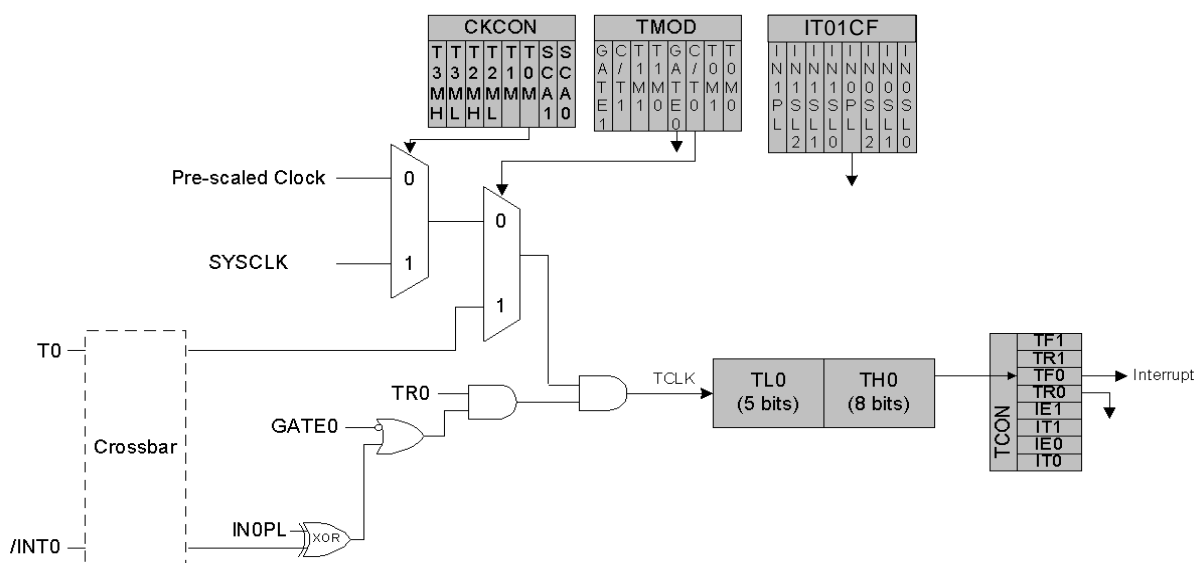 CKCON
TMOD
IT01CF
T3MH
T3ML
T2MH
T2ML
T1M
T0M
SCA1
SCA0
GATE1
C/T1
T1M1
T1M0
GATE0
C/T0
T0M1
T0M0
IN1PL
IN1SL2
IN1SL1
IN1SL0
IN0PL
IN0SL2
IN0SL1
IN0SL0
Pre-scaled Clock
0
0
SYSCLK
1
1
T0
Crossbar
TR0
GATE0
IN0PL
XOR
/INT0
TCLK
TL0
(5 bits)
TH0
(8 bits)
TCON
TF1
TR1
TF0
TR0
IE1
IT1
IE0
IT0
Interrupt